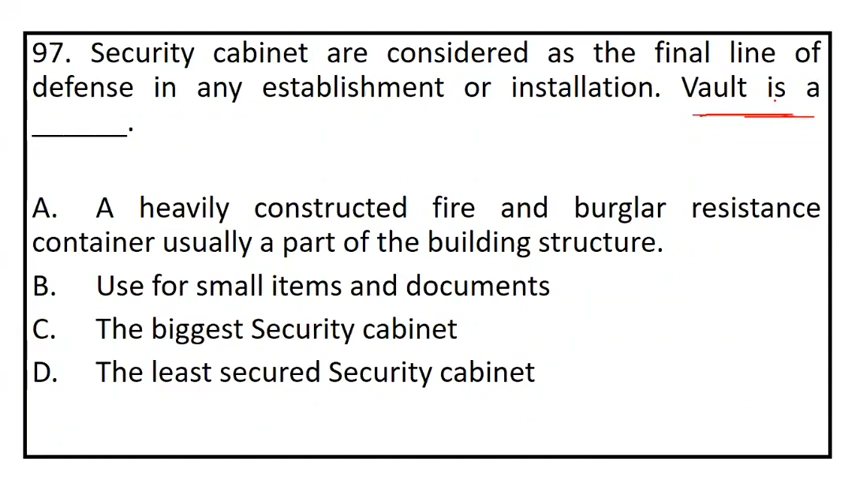 97. Security cabinet are considered as the final line of
defense in any establishment or installation. Vault is a
______.
A. A heavily constructed fire and burglar resistance
container usually a part of the building structure.
B. Use for small items and documents
C. The biggest Security cabinet
D. The least secured Security cabinet